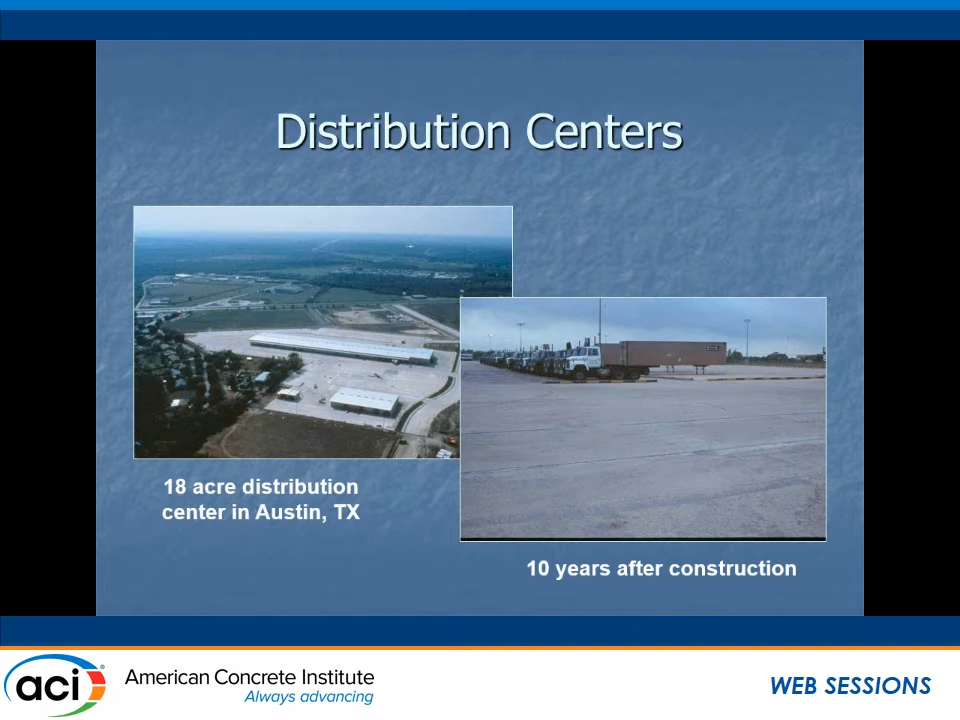 Distribution Centers
18 acre distribution
center in Austin, TX
10 years after construction
aci®
American Concrete Institute
Always advancing
WEB SESSIONS